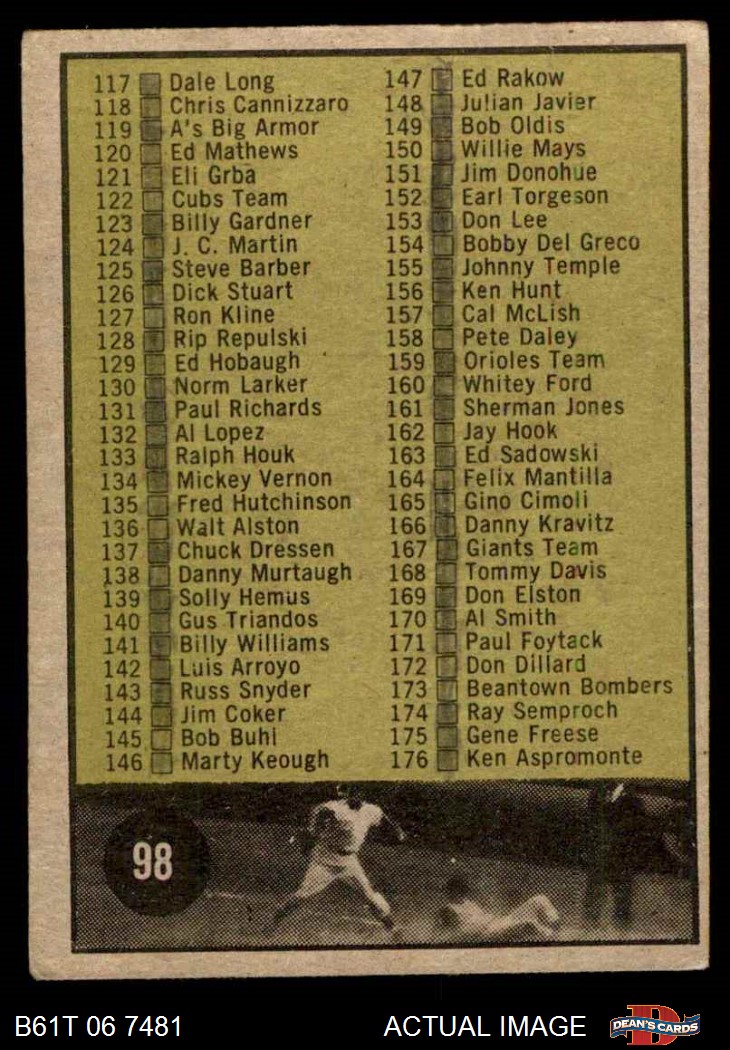 117 Dale Long
118 Chris Cannizzaro
119 A's Big Armor
120 Ed Mathews
121 Eli Grba
122 Cubs Team
123 Billy Gardner
124 J. C. Martin
125 Steve Barber
126 Dick Stuart
127 Ron Kline
128 Rip Repulski
129 Ed Hobaugh
130 Norm Larker
131 Paul Richards
132 Al Lopez
133 Ralph Houk
134 Mickey Vernon
135 Fred Hutchinson
136 Walt Alston
137 Chuck Dressen
138 Danny Murtaugh
139 Solly Hemus
140 Gus Triandos
141 Billy Williams
142 Luis Arroyo
143 Russ Snyder
144 Jim Coker
145 Bob Buhl
146 Marty Keough
147 Ed Rakow
148 Julian Javier
149 Bob Oldis
150 Willie Mays
151 Jim Donohue
152 Earl Torgeson
153 Don Lee
154 Bobby Del Greco
155 Johnny Temple
156 Ken Hunt
157 Cal McLish
158 Pete Daley
159 Orioles Team
160 Whitey Ford
161 Sherman Jones
162 Jay Hook
163 Ed Sadowski
164 Felix Mantilla
165 Gino Cimoli
166 Danny Kravitz
167 Giants Team
168 Tommy Davis
169 Don Elston
170 Al Smith
171 Paul Foytack
172 Don Dillard
173 Beantown Bombers
174 Ray Semproch
175 Gene Freese
176 Ken Aspromonte
98
B61T 06 7481
ACTUAL IMAGE
DEAN'S CARDS